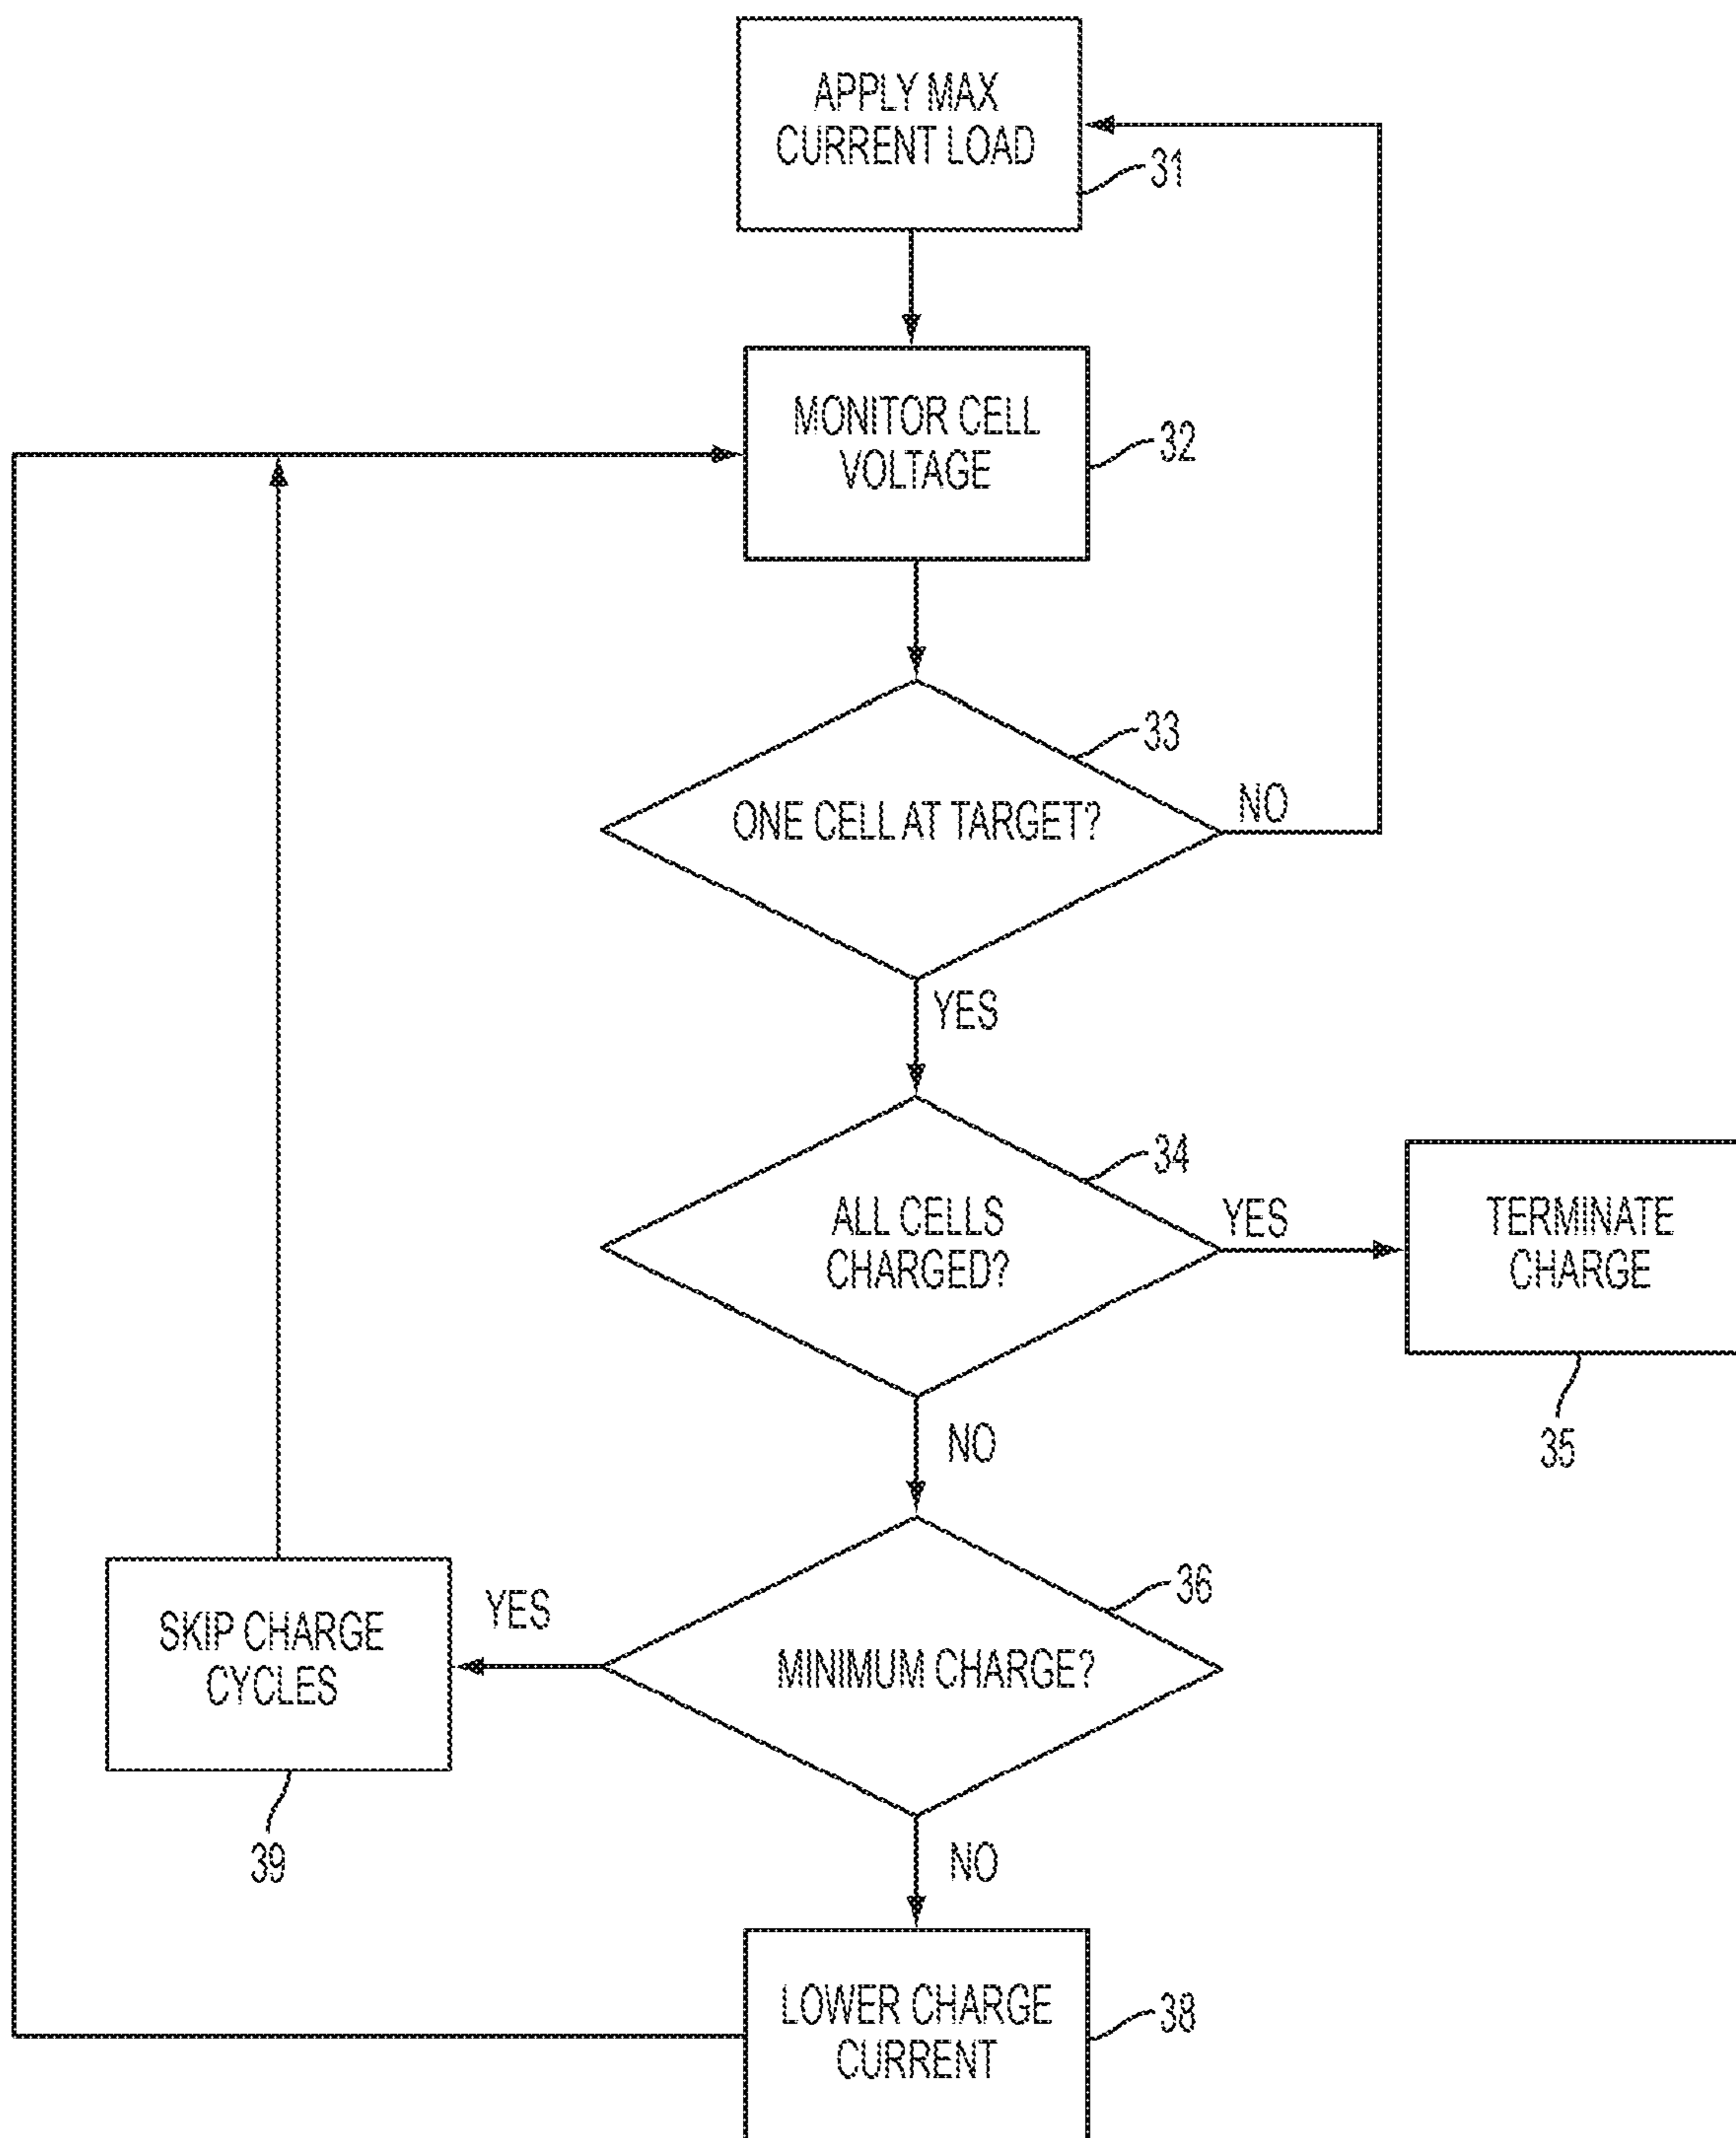 APPLY MAX
CURRENT LOAD
31
MONITOR CELL
VOLTAGE
32
33
ONE CELL AT TARGET?
NO
YES
34
ALL CELLS
CHARGED?
YES
TERMINATE
CHARGE
35
NO
36
MINIMUM CHARGE?
YES
SKIP CHARGE
CYCLES
39
NO
LOWER CHARGE
CURRENT
38